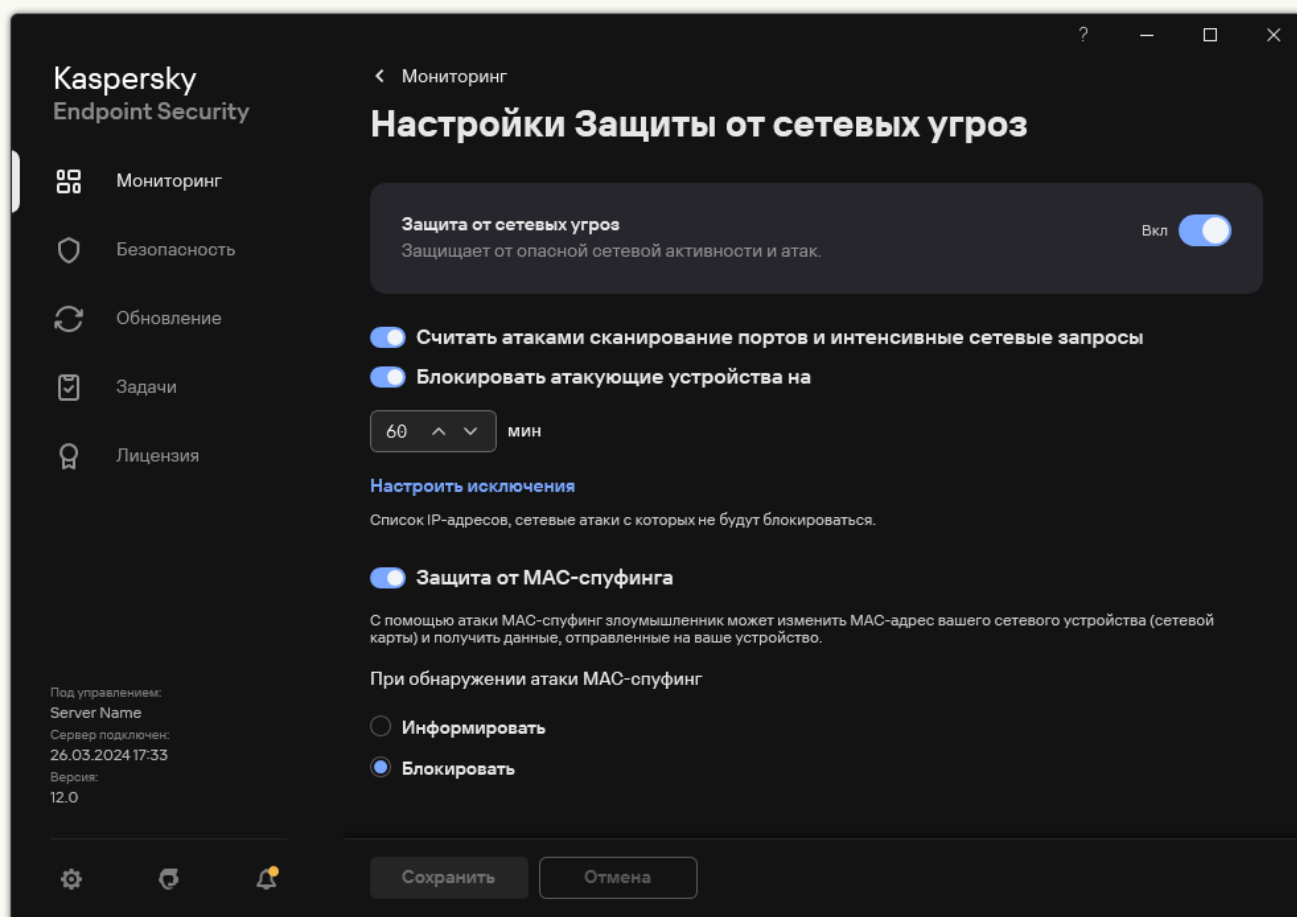 Kaspersky
Endpoint Security
Мониторинг
Безопасность
Обновление
Задачи
Лицензия
Под управлением:
Server Name
Сервер подключен:
26.03.2024 17:33
Версия:
12.0
?
Мониторинг
Настройки Защиты от сетевых угроз
Защита от сетевых угроз
Защищает от опасной сетевой активности и атак.
Вкл
Считать атаками сканирование портов и интенсивные сетевые запросы
Блокировать атакующие устройства на
60 мин
Настроить исключения
Список IP-адресов, сетевые атаки с которых не будут блокироваться.
Защита от MAC-спуфинга
С помощью атаки MAC-спуфинг злоумышленник может изменить MAC-адрес вашего сетевого устройства (сетевой
карты) и получить данные, отправленные на ваше устройство.
При обнаружении атаки MAC-спуфинг
Информировать
Блокировать
Сохранить
Отмена